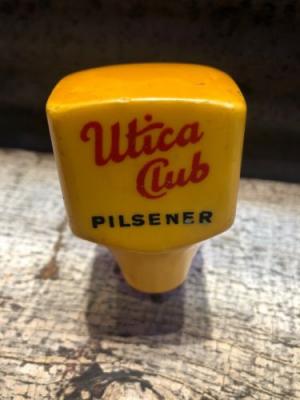 Utica
Club
PILSENER